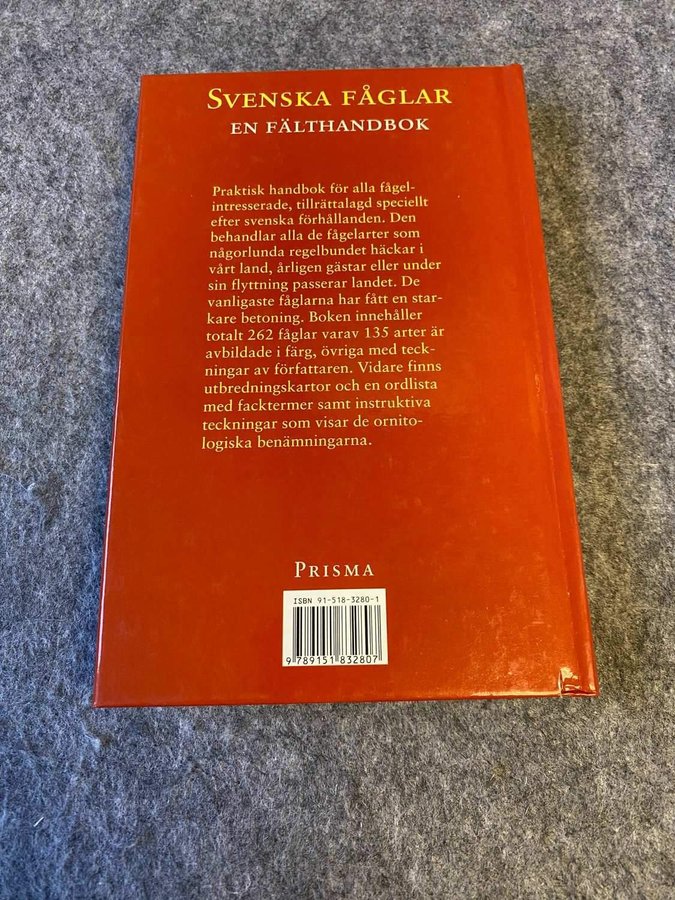 SVENSKA FÅGLAR
EN FÄLTHANDBOK
Praktisk handbok för alla fågel-
intresserade, tillrättalagd speciellt
efter svenska förhållanden. Den
behandlar alla de fågelarter som
någorlunda regelbundet häckar i
vårt land, årligen gästar eller under
sin flyttning passerar landet. De
vanligaste fåglarna har fått en star-
kare betoning. Boken innehåller
totalt 262 fåglar varav 135 arter är
avbildade i färg, övriga med teck-
ningar av författaren. Vidare finns
utbredningskartor och en ordlista
med facktermer samt instruktiva
teckningar som visar de ornito-
logiska benämningarna.
PRISMA
ISBN 91-518-3280-1
9 789151 832807